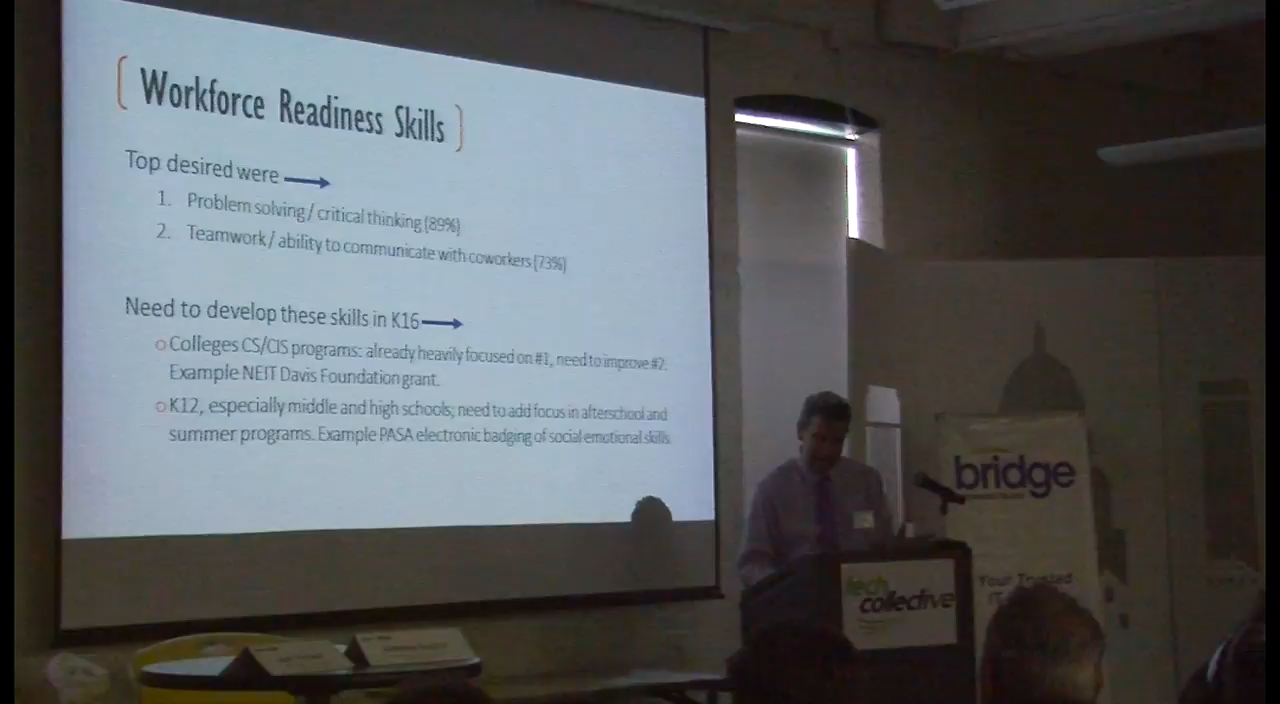 [ Workforce Readiness Skills ]
Top desired were
1. Problem solving / critical thinking (89%)
2. Teamwork / ability to communicate with coworkers (73%)
Need to develop these skills in K16
Colleges CS/CIS programs: already heavily focused on #1, need to improve #2.
Example NEIT Davis Foundation grant.
K12, especially middle and high schools; need to add focus in afterschool and
summer programs. Example PASA electronic badging of social emotional skills
bridge
Your Trusted
tech
collective